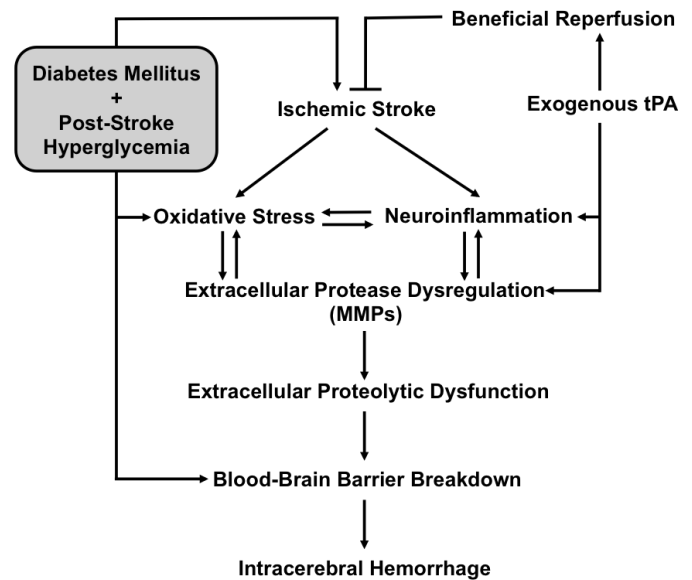 Beneficial Reperfusion
Diabetes Mellitus
+
Post-Stroke
Hyperglycemia
Exogenous tPA
Ischemic Stroke
Oxidative Stress
Neuroinflammation
Extracellular Protease Dysregulation
(MMPs)
Extracellular Proteolytic Dysfunction
Blood-Brain Barrier Breakdown
Intracerebral Hemorrhage